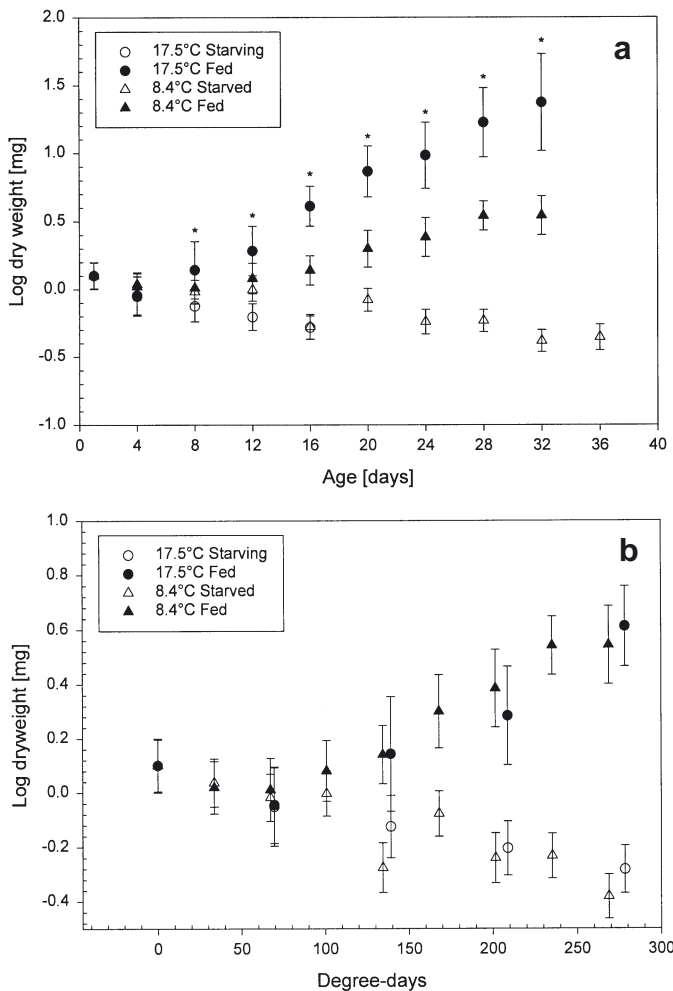 a
17.5°C Starving
17.5°C Fed
8.4°C Starved
8.4°C Fed
* * * * * * *
2.0
1.5
1.0
0.5
0.0
-0.5
-1.0
Log dry weight [mg]
0 4 8 12 16 20 24 28 32 36 40
Age [days]
b
17.5°C Starving
17.5°C Fed
8.4°C Starved
8.4°C Fed
1.0
0.8
0.6
0.4
0.2
0.0
-0.2
-0.4
Log dryweight [mg]
0 50 100 150 200 250 300
Degree-days